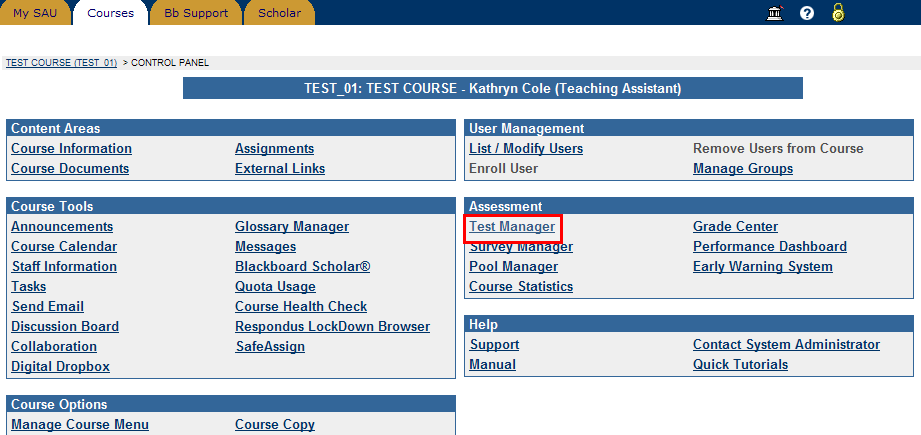 My SAU Courses Bb Support Scholar
TEST COURSE (TEST_01) > CONTROL PANEL
TEST_01: TEST COURSE - Kathryn Cole (Teaching Assistant)
Content Areas
Course Information Assignments
Course Documents External Links
User Management
List / Modify Users Remove Users from Course
Enroll User Manage Groups
Course Tools
Announcements Glossary Manager
Course Calendar Messages
Staff Information Blackboard Scholar®
Tasks Quota Usage
Send Email Course Health Check
Discussion Board Respondus LockDown Browser
Collaboration SafeAssign
Digital Dropbox
Assessment
Test Manager Grade Center
Survey Manager Performance Dashboard
Pool Manager Early Warning System
Course Statistics
Help
Support Contact System Administrator
Manual Quick Tutorials
Course Options
Manage Course Menu Course Copy